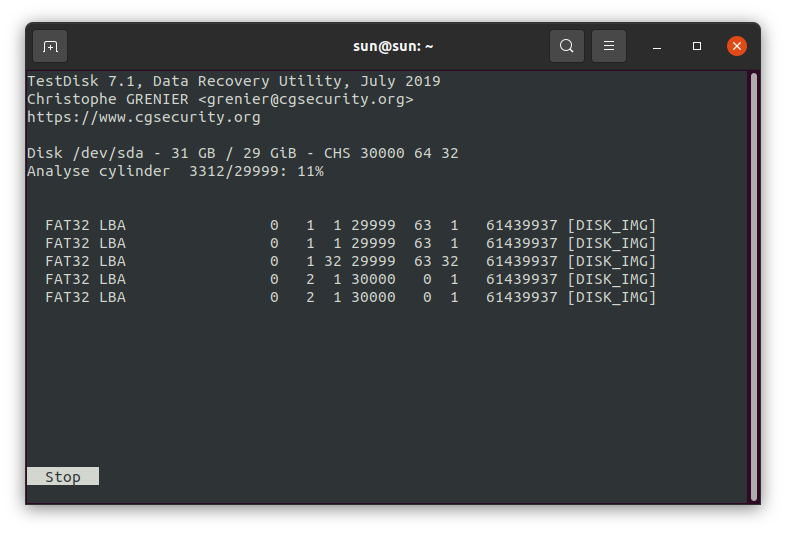 sun@sun: ~
TestDisk 7.1, Data Recovery Utility, July 2019
Christophe GRENIER <grenier@cgsecurity.org>
https://www.cgsecurity.org
Disk /dev/sda - 31 GB / 29 GiB - CHS 30000 64 32
Analyse cylinder  3312/29999: 11%
FAT32 LBA                0   1  1 29999  63  1   61439937 [DISK_IMG]
FAT32 LBA                0   1  1 29999  63  1   61439937 [DISK_IMG]
FAT32 LBA                0   1 32 29999  63 32   61439937 [DISK_IMG]
FAT32 LBA                0   2  1 30000   0  1   61439937 [DISK_IMG]
FAT32 LBA                0   2  1 30000   0  1   61439937 [DISK_IMG]
Stop